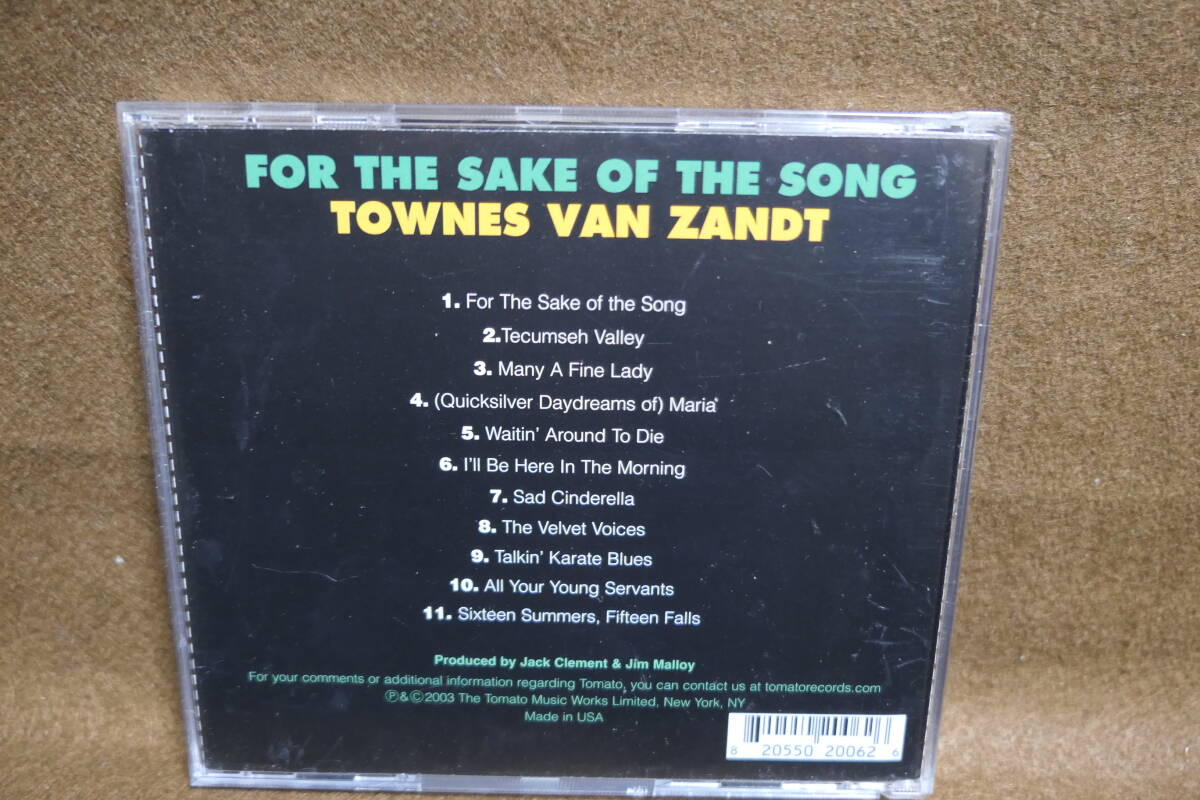 FOR THE SAKE OF THE SONG
TOWNES VAN ZANDT
1. For The Sake of the Song
2.Tecumseh Valley
3. Many A Fine Lady
4. (Quicksilver Daydreams of) Maria
5. Waitin' Around To Die
6. I'll Be Here In The Morning
7. Sad Cinderella
8. The Velvet Voices
9. Talkin' Karate Blues
10. All Your Young Servants
11. Sixteen Summers, Fifteen Falls
Produced by Jack Clement & Jim Malloy
For your comments or additional information regarding Tomato, you can contact us at tomatorecords.com
Ⓟ&©2003 The Tomato Music Works Limited, New York, NY
Made in USA
8 20550 20062 6